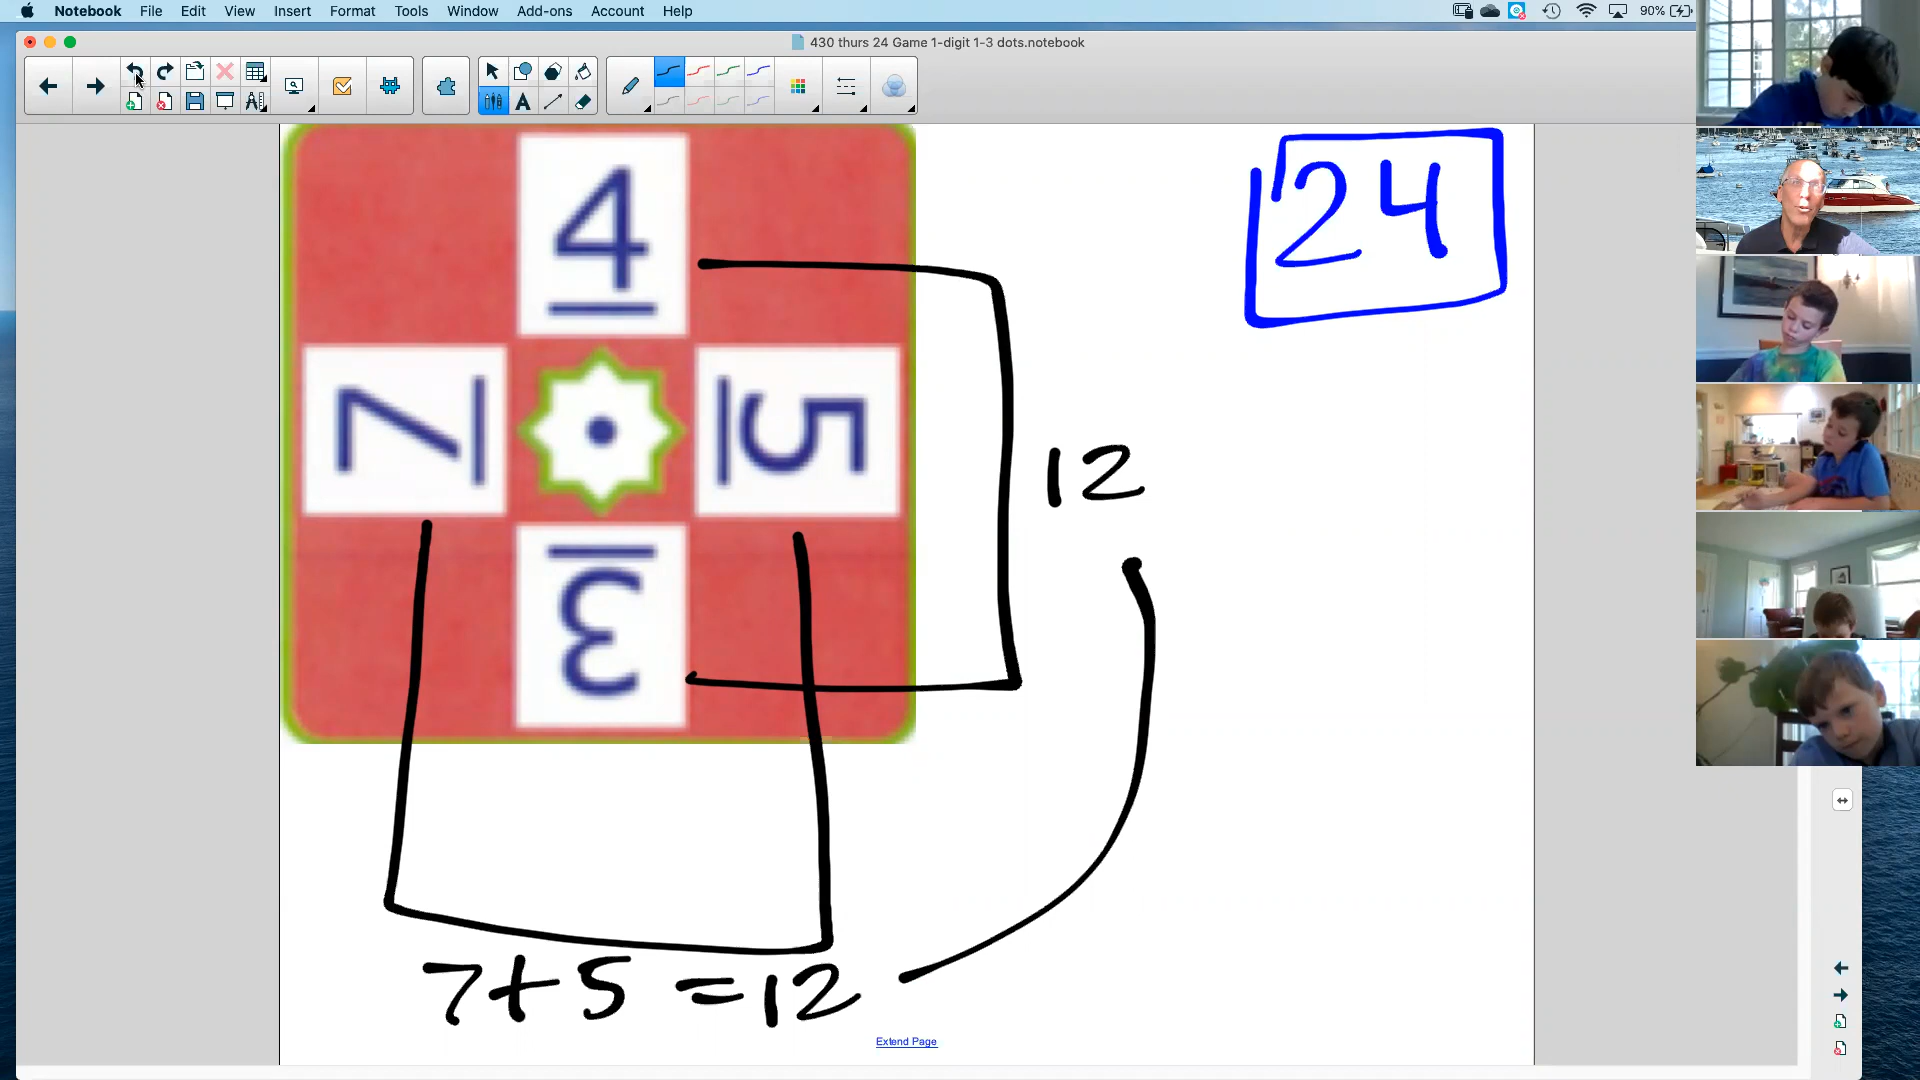 Notebook File Edit View Insert Format Tools Window Add-ons Account Help 90%
430 thurs 24 Game 1-digit 1-3 dots.notebook
A
4
24
7
5
12
3
7+5 =12
Extend Page